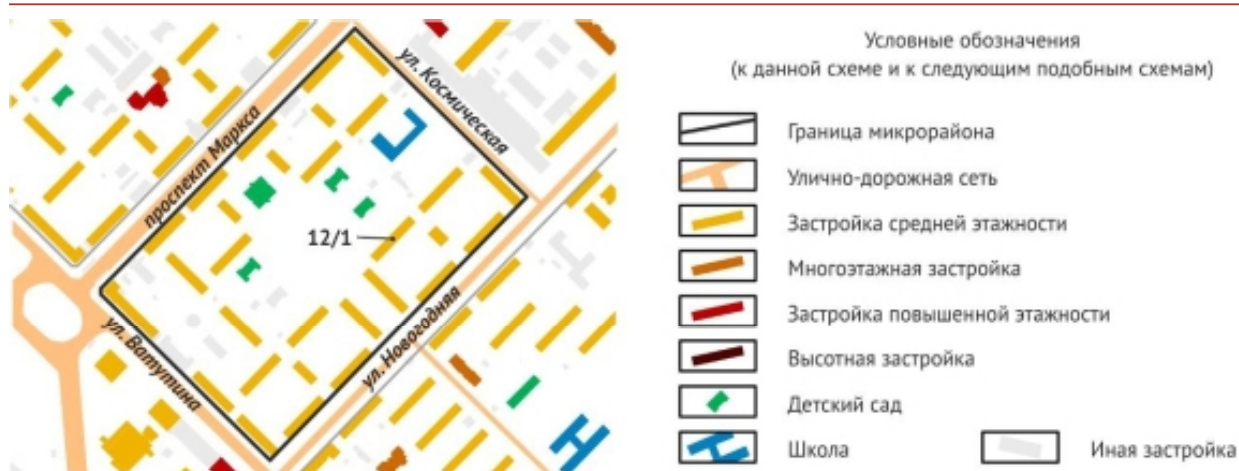 ул. Космическая
проспект Маркса
12/1
ул. Ватутина
ул. Новогодняя
Условные обозначения
(к данной схеме и к следующим подобным схемам)
Граница микрорайона
Улично-дорожная сеть
Застройка средней этажности
Многоэтажная застройка
Застройка повышенной этажности
Высотная застройка
Детский сад
Школа
Иная застройка